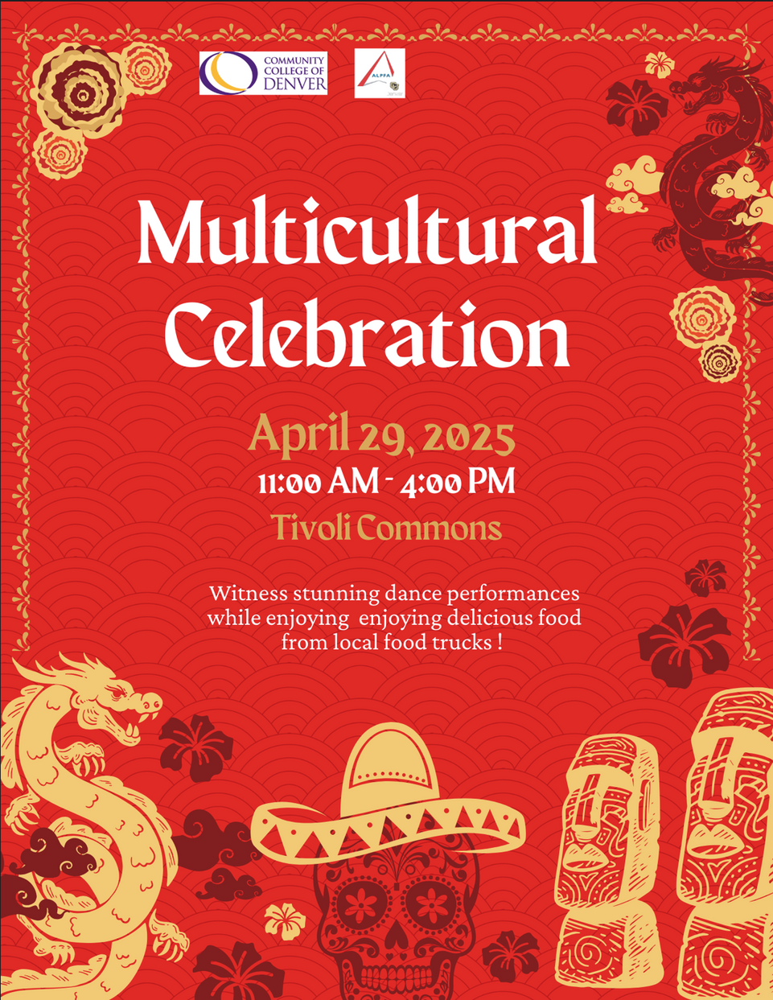 COMMUNITY
COLLEGE OF
DENVER
ALPFA
Multicultural
Celebration
April 29, 2025
11:00 AM - 4:00 PM
Tivoli Commons
Witness stunning dance performances
while enjoying  enjoying delicious food
from local food trucks !